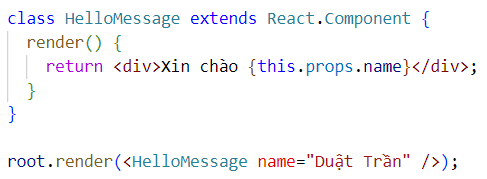 class HelloMessage extends React.Component {
  render() {
    return <div>Xin chào {this.props.name}</div>;
  }
}

root.render(<HelloMessage name="Duật Trần" />);